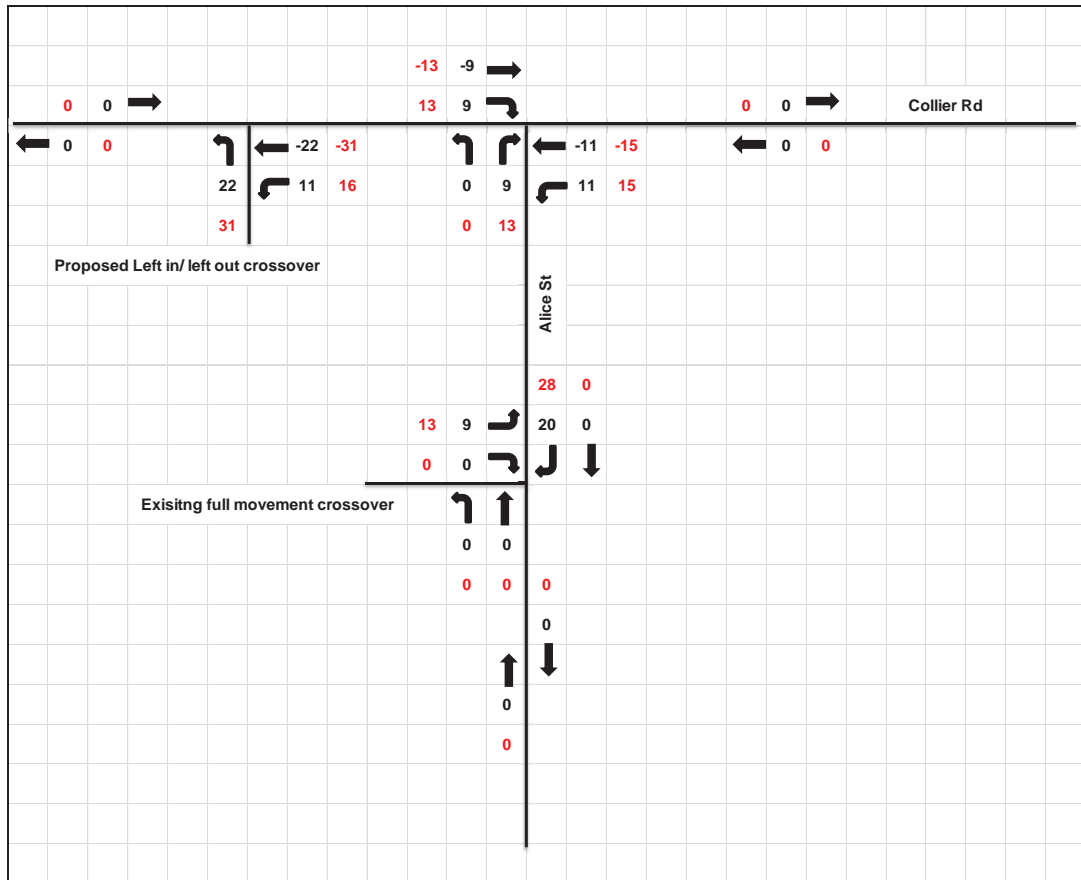 -13 -9
0 0 13 9 0 0 Collier Rd
0 0 -22 -31 -11 -15 0 0
22 11 16 0 9 11 15
31 0 13
Proposed Left in/ left out crossover
Alice St
28 0
13 9 20 0
0 0
Exisitng full movement crossover
0 0
0 0 0
0
0
0